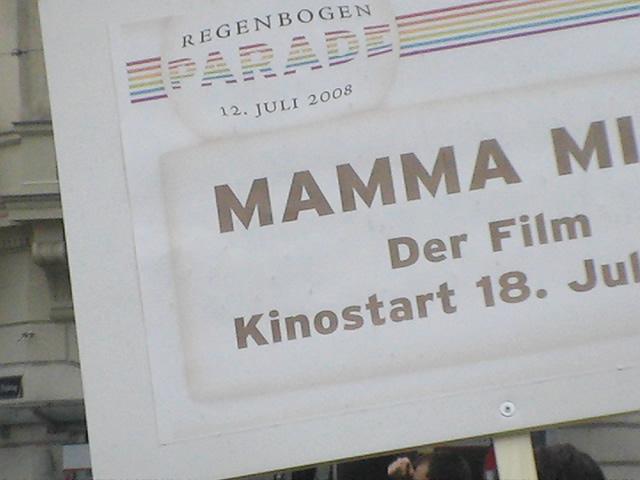 REGENBOGEN
PARADE
12. JULI 2008
MAMMA MI
Der Film
Kinostart 18. Jul